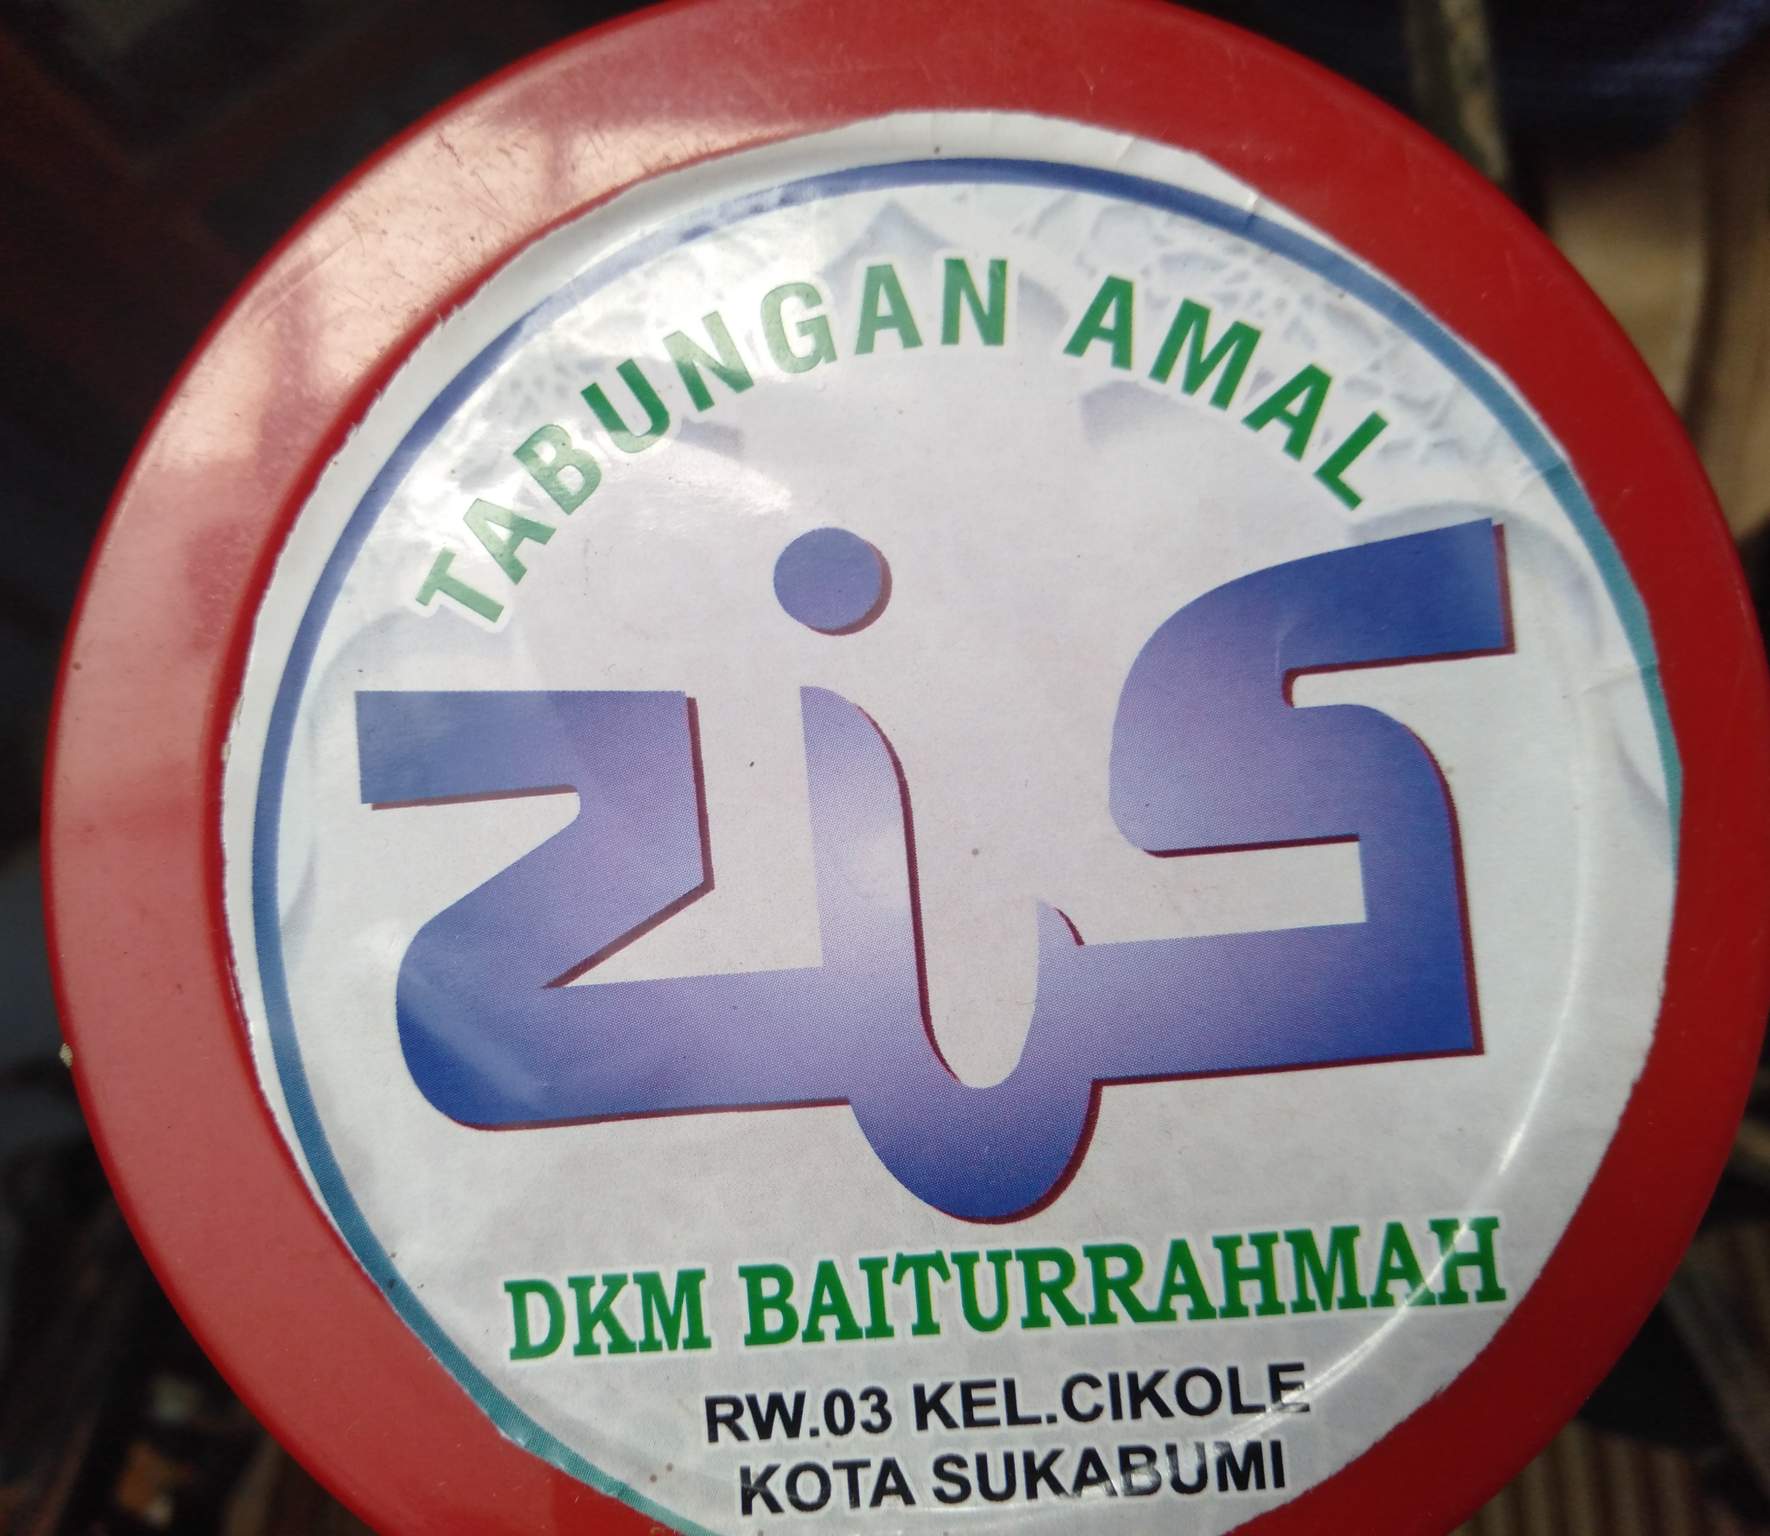 TABUNGAN AMAL
zis
DKM BAITURRAHMAH
RW.03 KEL.CIKOLE
KOTA SUKABUMI